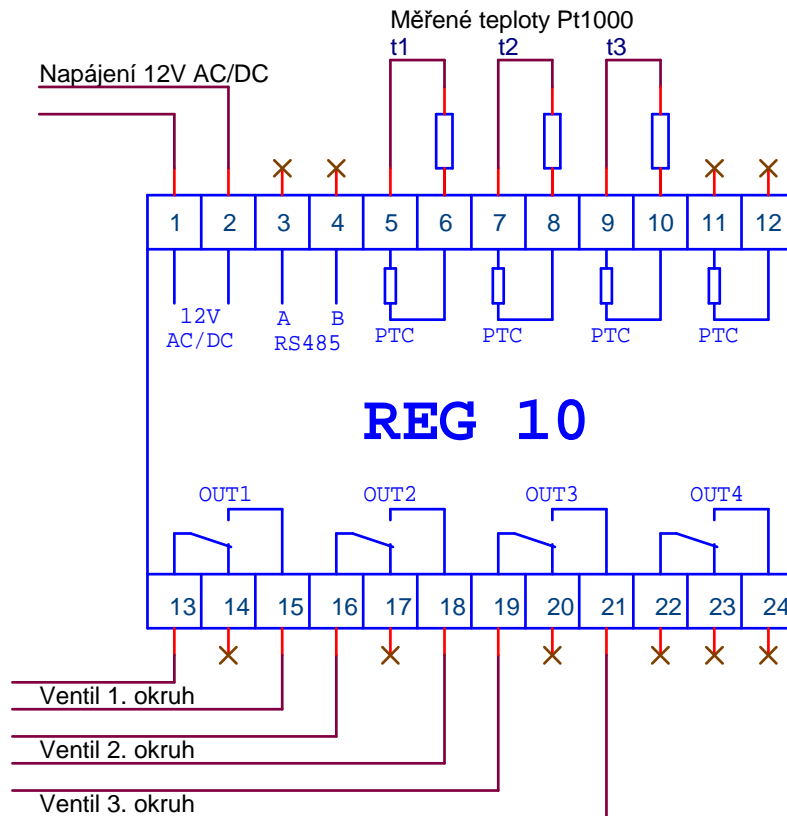 Měřené teploty Pt1000
t1 t2 t3
Napájení 12V AC/DC
1 2 3 4 5 6 7 8 9 10 11 12
12V A B PTC PTC PTC PTC
AC/DC RS485
REG 10
OUT1 OUT2 OUT3 OUT4
13 14 15 16 17 18 19 20 21 22 23 24
Ventil 1. okruh
Ventil 2. okruh
Ventil 3. okruh